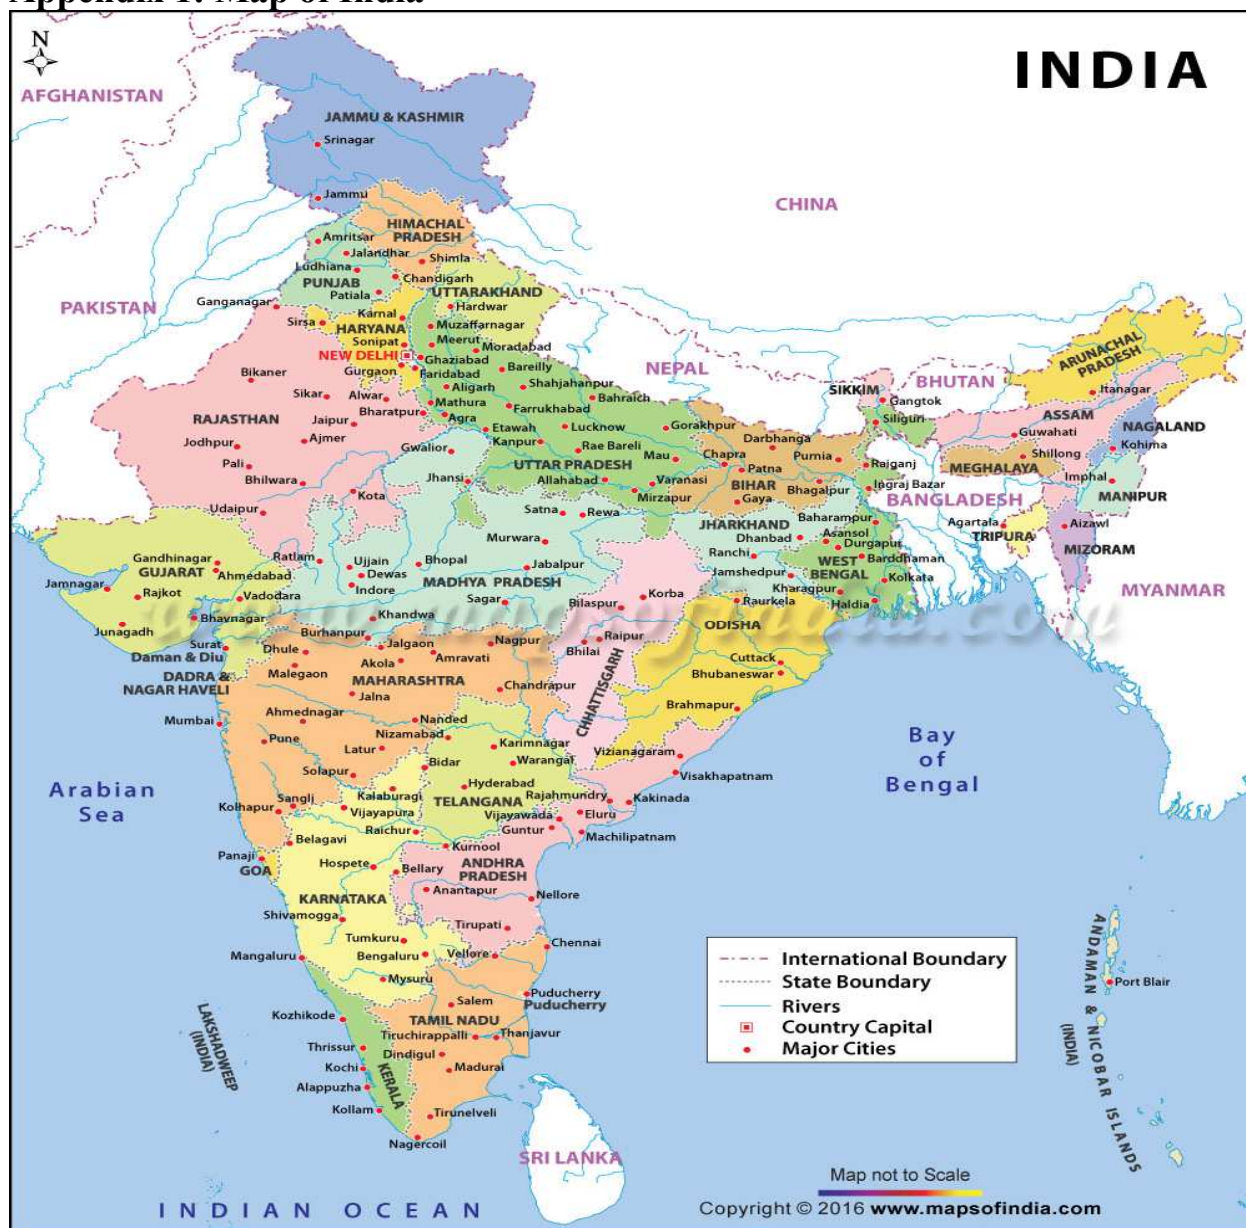 Appendix 1: Map of India
N
INDIA
AFGHANISTAN
JAMMU & KASHMIR
Srinagar
Jammu
CHINA
HIMACHAL
PRADESH
Amritsar
Jalandhar
Shimla
Ludhiana
Chandigarh
PUNJAB
Patiala
UTTARAKHAND
PAKISTAN
Ganganagar
Hardwar
Karnal
Sirsa
HARYANA
Muzaffarnagar
Sonipat
Meerut
NEW DELHI
Moradabad
Ghaziabad
Gurgaon
Faridabad
Bareilly
NEPAL
ARUNACHAL
PRADESH
Bikaner
Aligarh
Shahjahanpur
SIKKIM
BHUTAN
Itanagar
Sikar
Alwar
Mathura
Bahraich
Gangtok
RAJASTHAN
Jaipur
Bharatpur
Agra
Farrukhabad
Siliguri
ASSAM
Etawah
Lucknow
Gorakhpur
Guwahati
NAGALAND
Jodhpur
Ajmer
Gwalior
Kanpur
Rae Bareli
Darbhanga
Kohima
Pali
Mau
Chapra
Purnia
Shillong
UTTAR PRADESH
Patna
Rajganj
MEGHALAYA
Bhilwara
Jhansi
Allahabad
Varanasi
BIHAR
Imphal
Kota
Mirzapur
Gaya
Bhagalpur
Ingraj Bazar
MANIPUR
BANGLADESH
Udaipur
Satna
Rewa
JHARKHAND
Baharampur
Agartala
Aizawl
TRIPURA
Murwara
Dhanbad
Asansol
Durgapur
MIZORAM
Gandhinagar
Ratlam
Ujjain
Bhopal
Ranchi
WEST
BENGAL
Barddhaman
GUJARAT
Ahmedabad
Dewas
Jabalpur
Jamshedpur
Kolkata
Jamnagar
Indore
MADHYA PRADESH
Kharagpur
MYANMAR
Rajkot
Vadodara
Sagar
Korba
Raurkela
Haldia
Bhavnagar
Khandwa
Bilaspur
www.mapsofindia.com
Junagadh
Burhanpur
ODISHA
Surat
Dhule
Jalgaon
Nagpur
Raipur
Daman & Diu
Akola
Amravati
Bhilai
Cuttack
DADRA &
NAGAR HAVELI
Malegaon
MAHARASHTRA
CHHATTISGARH
Bhubaneswar
Jalna
Chandrapur
Brahmapur
Mumbai
Ahmednagar
Nanded
Pune
Nizamabad
Karimnagar
Bay
of
Bengal
Latur
Warangal
Vizianagaram
Bidar
Solapur
Hyderabad
Visakhapatnam
Arabian
Sea
Kalaburagi
TELANGANA
Rajahmundry
Kakinada
Kolhapur
Sangli
Vijayapura
Vijayawada
Eluru
Raichur
Guntur
Machilipatnam
Belagavi
Kurnool
Panaji
GOA
Hospete
Bellary
ANDHRA
PRADESH
Anantapur
KARNATAKA
Nellore
Shivamogga
Tirupati
Tumkuru
Chennai
Mangaluru
Bengaluru
Vellore
Mysuru
Puducherry
Puducherry
Salem
Kozhikode
TAMIL NADU
Tiruchirappalli
Thanjavur
Thrissur
Dindigul
Kochi
KERALA
Madurai
Alappuzha
Kollam
Tirunelveli
Nagercoil
SRI LANKA
LAKSHADWEEP
(INDIA)
ANDAMAN & NICOBAR ISLANDS
(INDIA)
Port Blair
International Boundary
State Boundary
Rivers
Country Capital
Major Cities
INDIAN OCEAN
Map not to Scale
Copyright © 2016 www.mapsofindia.com